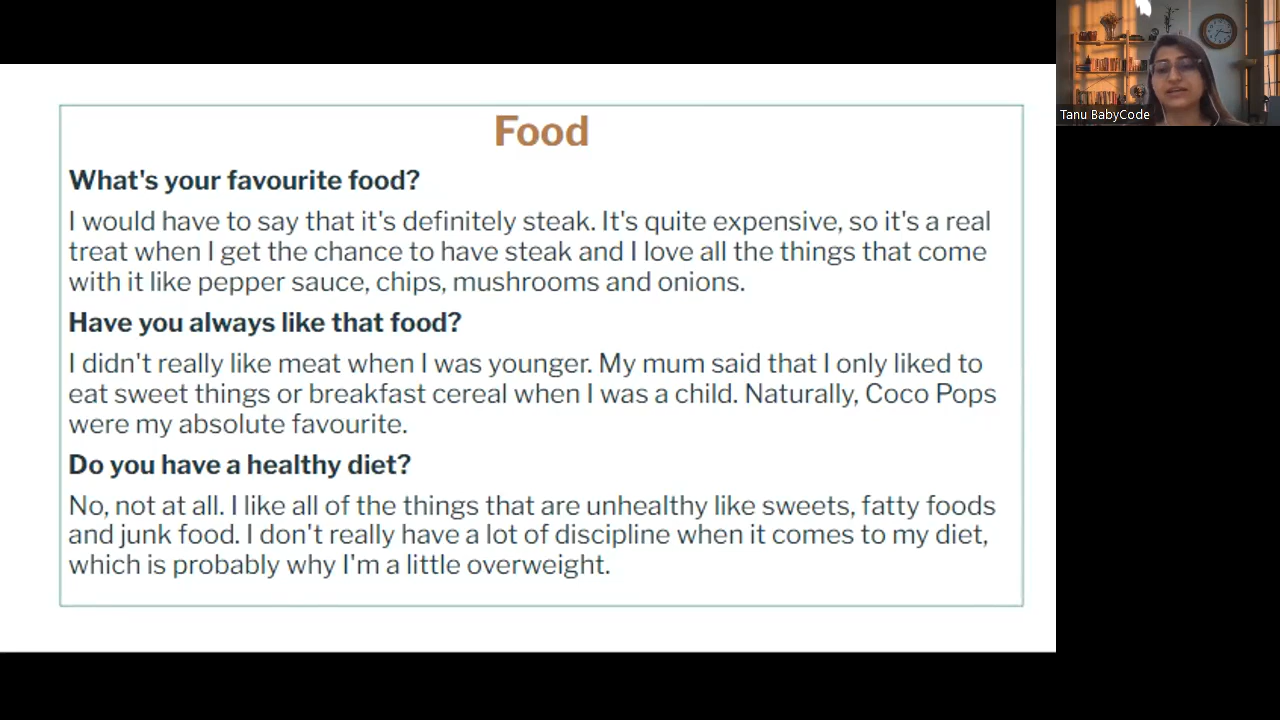 Food
What's your favourite food?
I would have to say that it's definitely steak. It's quite expensive, so it's a real
treat when I get the chance to have steak and I love all the things that come
with it like pepper sauce, chips, mushrooms and onions.
Have you always like that food?
I didn't really like meat when I was younger. My mum said that I only liked to
eat sweet things or breakfast cereal when I was a child. Naturally, Coco Pops
were my absolute favourite.
Do you have a healthy diet?
No, not at all. I like all of the things that are unhealthy like sweets, fatty foods
and junk food. I don't really have a lot of discipline when it comes to my diet,
which is probably why I'm a little overweight.
Tanu BabyCode